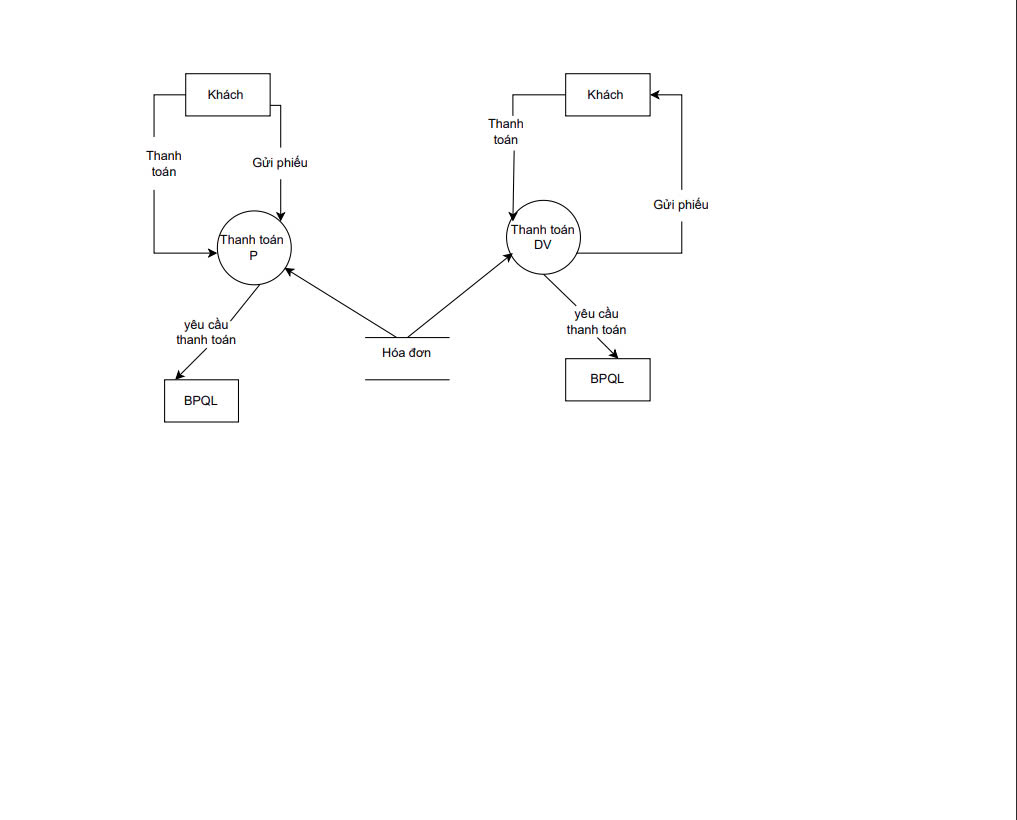 Khách
Khách
Thanh
toán
Gửi phiếu
Thanh
toán
Gửi phiếu
Thanh toán
P
Thanh toán
DV
yêu cầu
thanh toán
Hóa đơn
yêu cầu
thanh toán
BPQL
BPQL